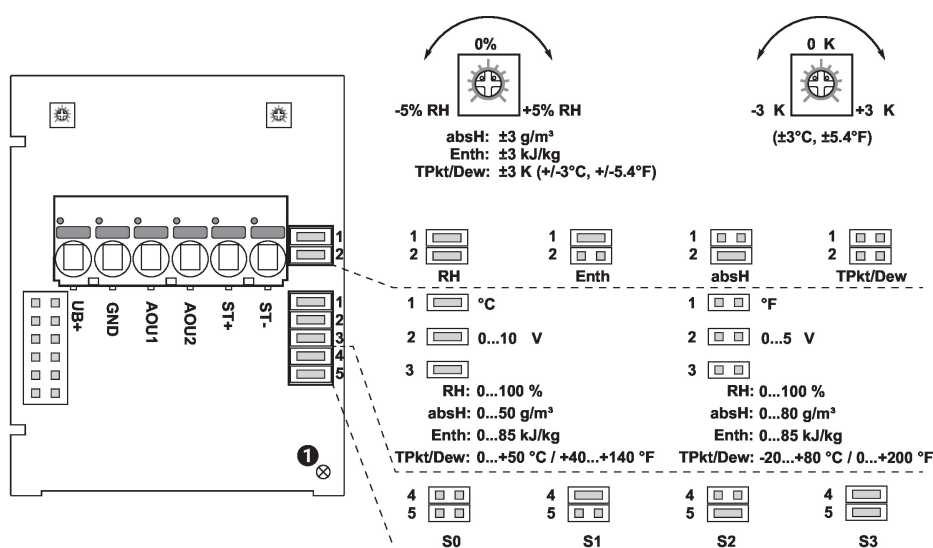 0%
-5% RH +5% RH
absH: ±3 g/m³
Enth: ±3 kJ/kg
TPkt/Dew: ±3 K (+/-3°C, +/-5.4°F)
0 K
-3 K +3 K
(±3°C, ±5.4°F)
1
2
UB+
GND
AOU1
AOU2
ST+
ST-
1
2
3
4
5
1
1
2
RH
1
2
Enth
1
2
absH
1
2
TPkt/Dew
1 °C
2 0...10 V
3
RH: 0...100 %
absH: 0...50 g/m³
Enth: 0...85 kJ/kg
TPkt/Dew: 0...+50 °C / +40...+140 °F
1 °F
2 0...5 V
3
RH: 0...100 %
absH: 0...80 g/m³
Enth: 0...85 kJ/kg
TPkt/Dew: -20...+80 °C / 0...+200 °F
4
5
S0
4
5
S1
4
5
S2
4
5
S3